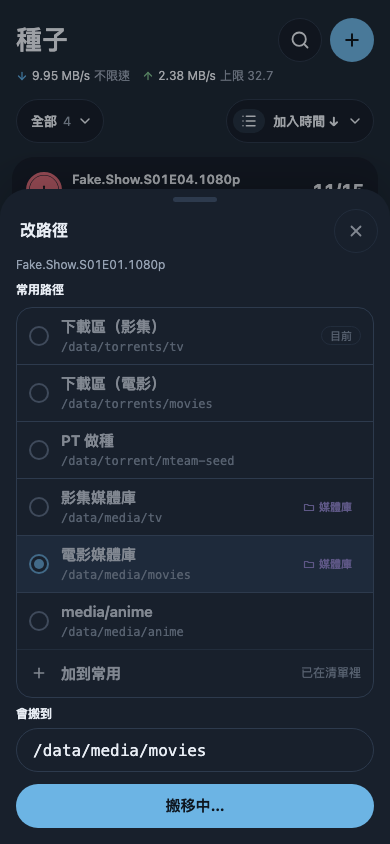 種子
↓ 9.95 MB/s 不限速 ↑ 2.38 MB/s 上限 32.7
全部 4
加入時間 ↓
Fake.Show.S01E04.1080p
11/15
改路徑
Fake.Show.S01E01.1080p
常用路徑
下載區（影集）
/data/torrents/tv
目前
下載區（電影）
/data/torrents/movies
PT 做種
/data/torrent/mteam-seed
影集媒體庫
/data/media/tv
媒體庫
電影媒體庫
/data/media/movies
媒體庫
media/anime
/data/media/anime
加到常用
已在清單裡
會搬到
/data/media/movies
搬移中...